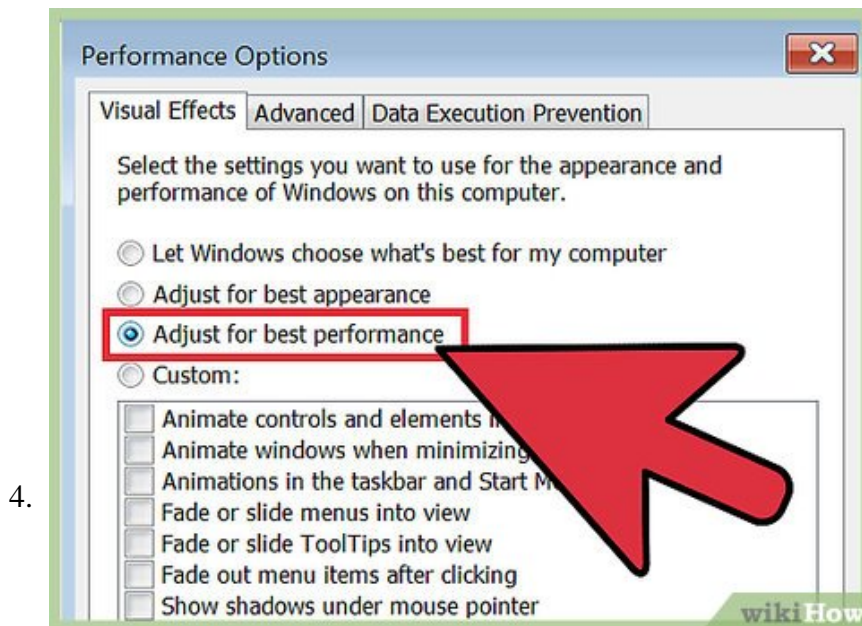 Performance Options
Visual Effects Advanced Data Execution Prevention
Select the settings you want to use for the appearance and
performance of Windows on this computer.
Let Windows choose what's best for my computer
Adjust for best appearance
Adjust for best performance
Custom:
Animate controls and elements
Animate windows when minimizing
Animations in the taskbar and Start
4.
Fade or slide menus into view
Fade or slide ToolTips into view
Fade out menu items after clicking
Show shadows under mouse pointer
wikiHow